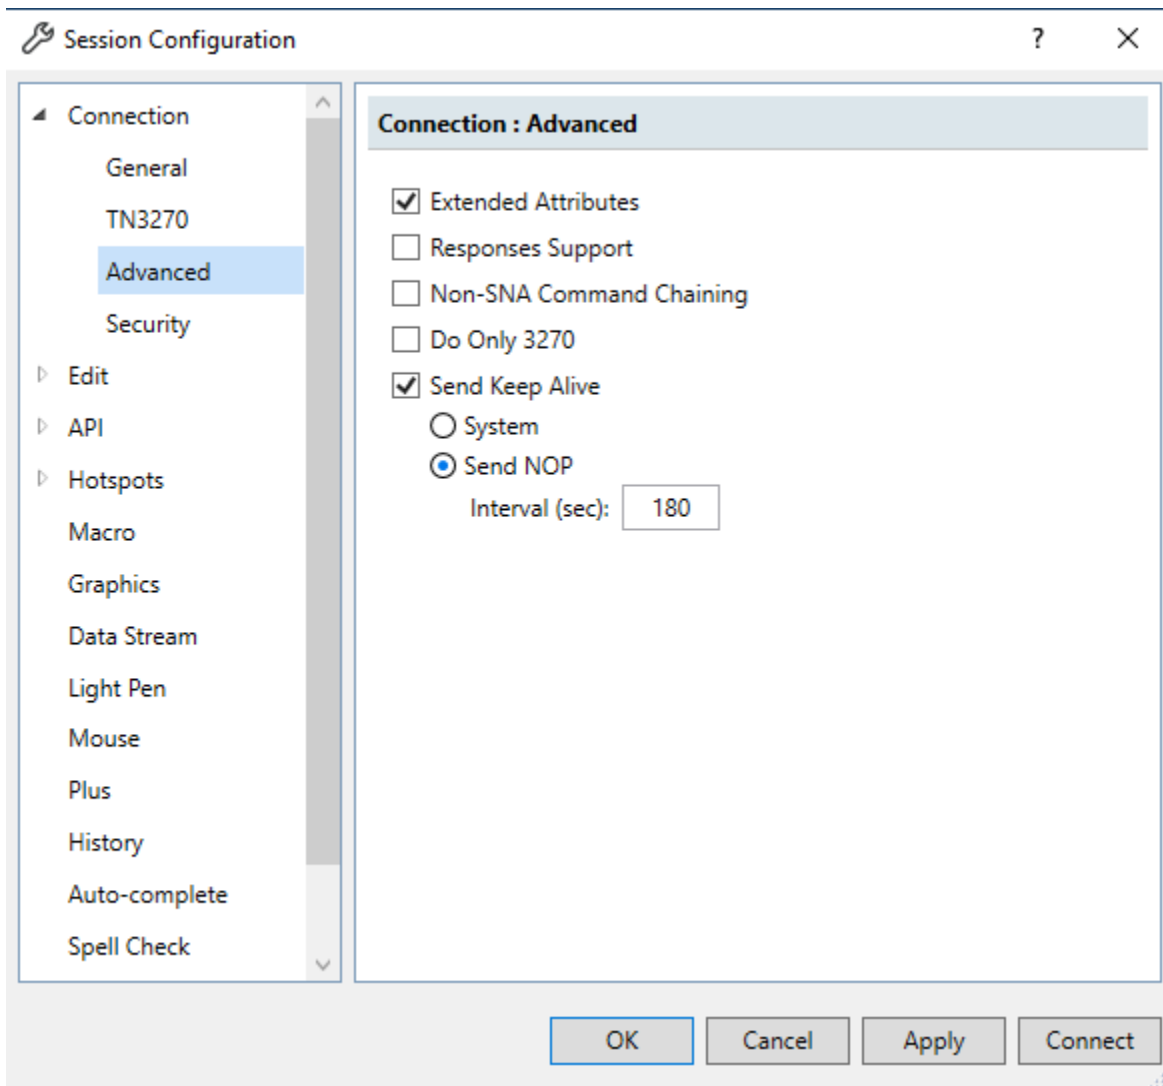 Session Configuration
?
Connection
General
TN3270
Advanced
Security
Edit
API
Hotspots
Macro
Graphics
Data Stream
Light Pen
Mouse
Plus
History
Auto-complete
Spell Check
Connection : Advanced
Extended Attributes
Responses Support
Non-SNA Command Chaining
Do Only 3270
Send Keep Alive
System
Send NOP
Interval (sec): 180
OK Cancel Apply Connect